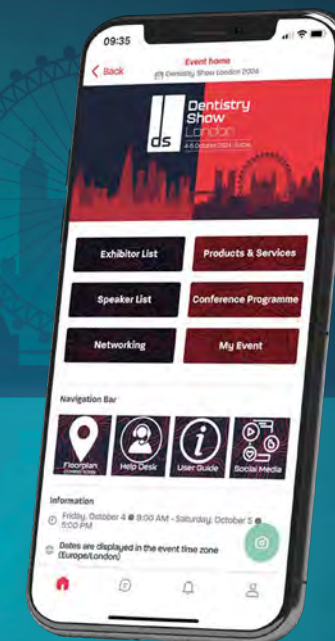 09:35
Back
Event home
Dentistry Show London 2024
ds
Dentistry
Show
London
4-5 October 2024 | ExCeL
Exhibitor List
Products & Services
Speaker List
Conference Programme
Networking
My Event
Navigation Bar
Floorplan
Help Desk
User Guide
Social Media
Information
Friday, October 4 @ 9:00 AM - Saturday, October 5 @
5:00 PM
Dates are displayed in the event time zone
(Europe/London)